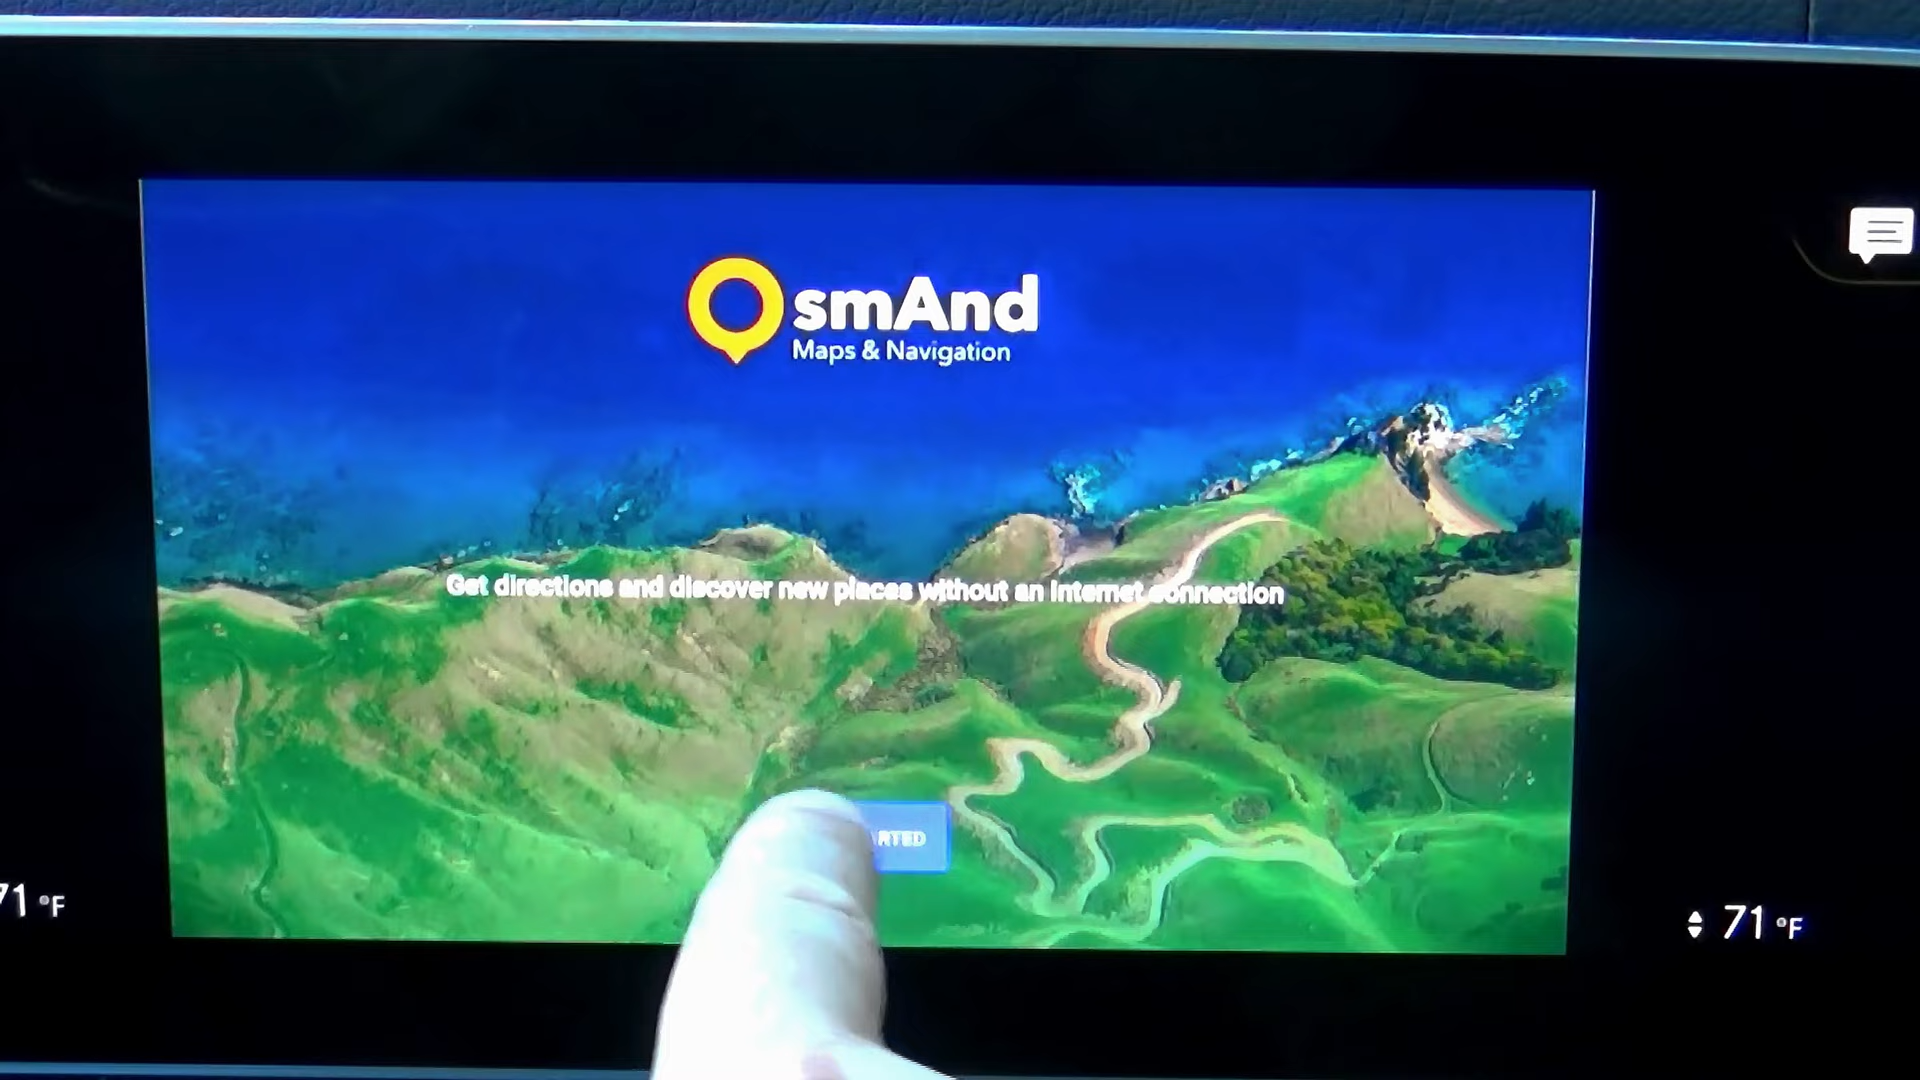 OsmAnd
Maps & Navigation
Get directions and discover new places without an Internet connection
RTED
71 °F
71 °F